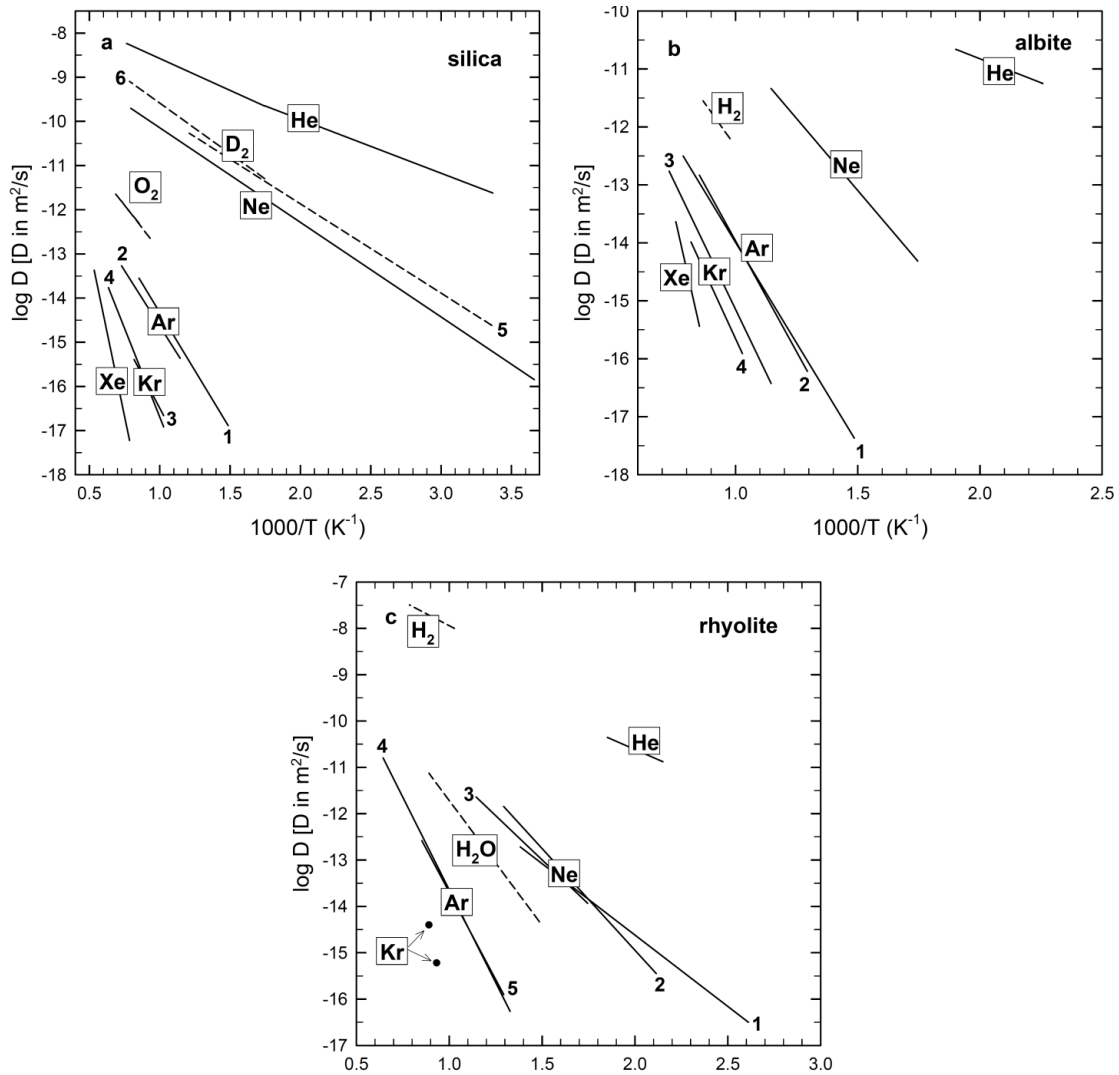 a
silica
-8
-9
-10
-11
-12
-13
-14
-15
-16
-17
-18
log D [D in m²/s]
6
He
D₂
O₂
Ne
2
4
Ar
Xe
Kr
3
1
5
0.5 1.0 1.5 2.0 2.5 3.0 3.5
1000/T (K⁻¹)
b
albite
-10
-11
-12
-13
-14
-15
-16
-17
-18
log D [D in m²/s]
He
H₂
3
Ne
Ar
Xe
Kr
4
2
1
1.0 1.5 2.0 2.5
1000/T (K⁻¹)
c
rhyolite
-7
-8
-9
-10
-11
-12
-13
-14
-15
-16
-17
log D [D in m²/s]
H₂
4
He
3
H₂O
Ne
Ar
Kr
5
2
1
0.5 1.0 1.5 2.0 2.5 3.0